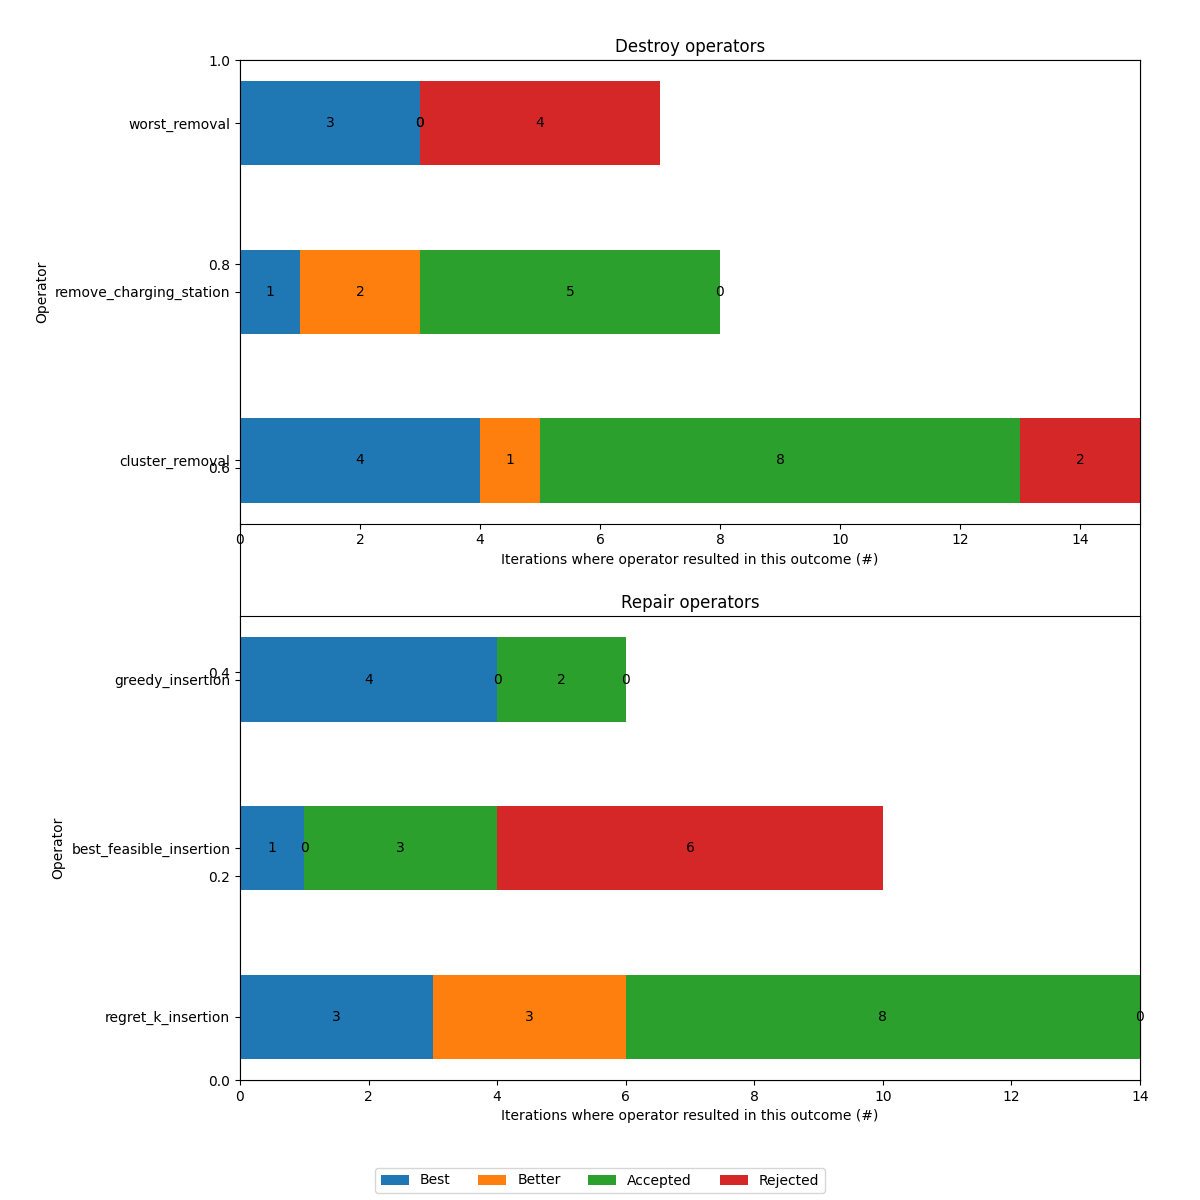 Destroy operators
1.0
worst_removal 3 0 4
0.8
remove_charging_station 1 2 5 0
Operator
cluster_removal 4 1 8 2
0.6
0 2 4 6 8 10 12 14
Iterations where operator resulted in this outcome (#)
Repair operators
0.4
greedy_insertion 4 0 2 0
best_feasible_insertion 1 0 3 6
Operator
0.2
regret_k_insertion 3 3 8 0
0.0
0 2 4 6 8 10 12 14
Iterations where operator resulted in this outcome (#)
Best Better Accepted Rejected